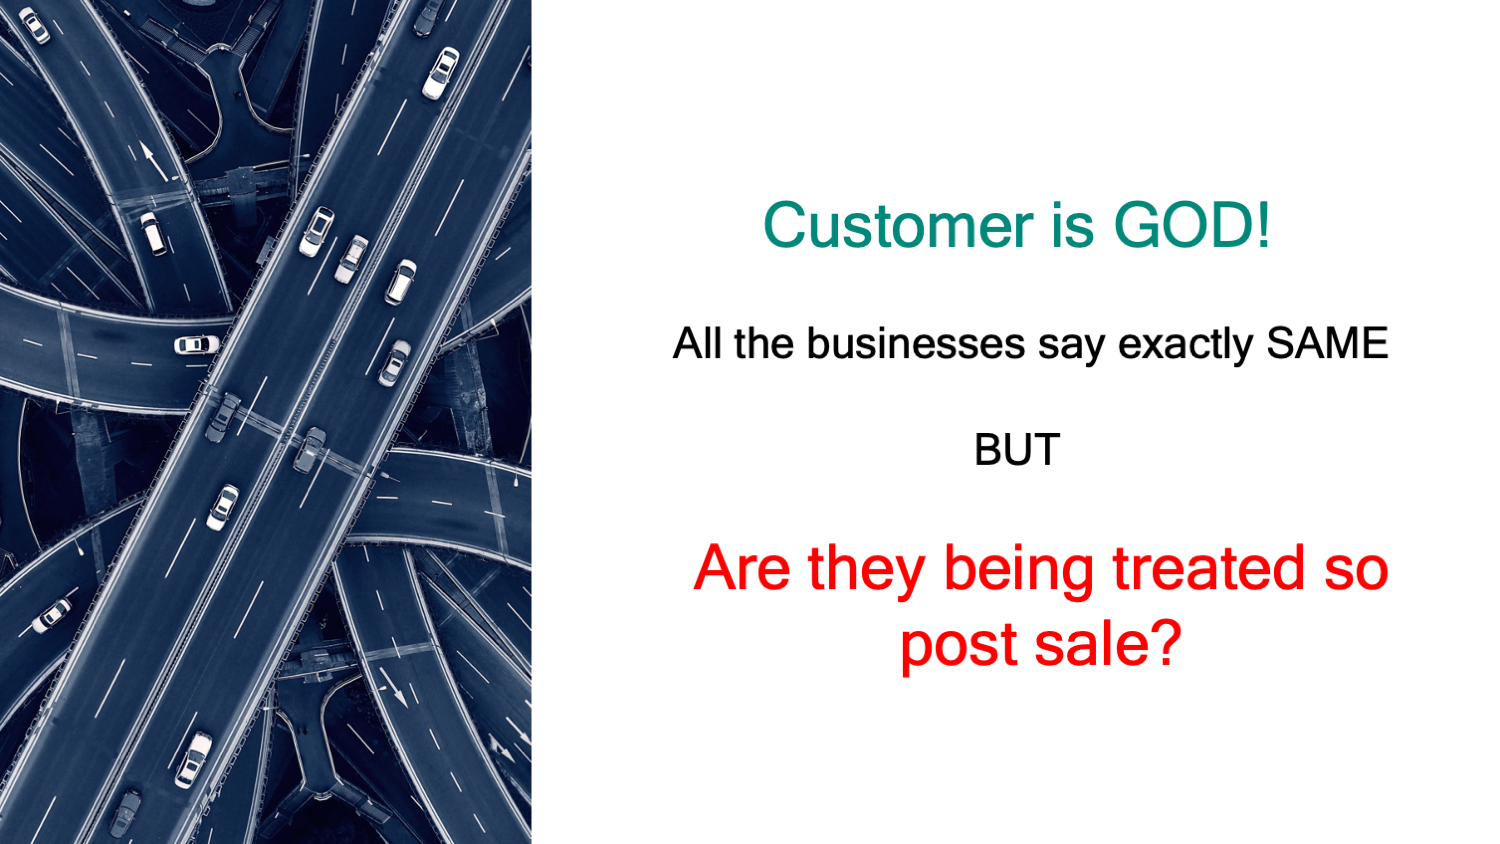 Customer is GOD!
All the businesses say exactly SAME
BUT
Are they being treated so
post sale?